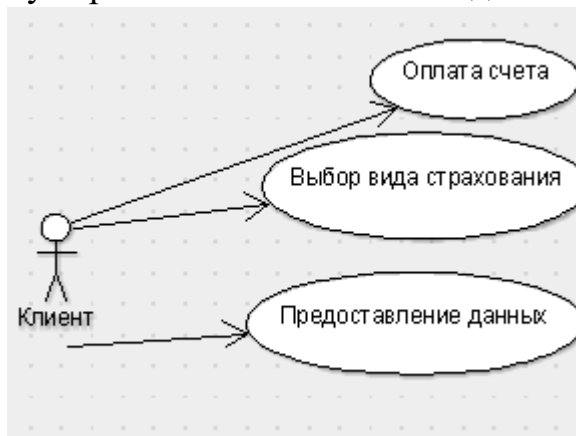 Оплата счета
Выбор вида страхования
Клиент
Предоставление данных